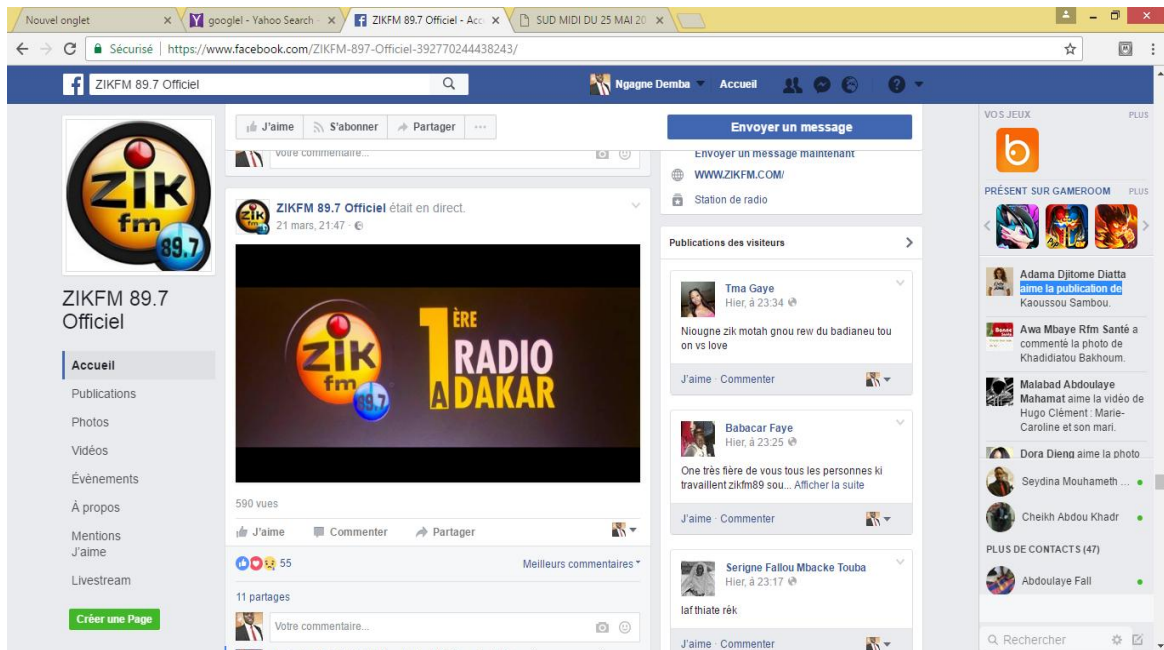 Nouvel onglet
googlel - Yahoo Search
ZIKFM 89.7 Officiel - Acc
SUD MIDI DU 25 MAI 20
Sécurisé
https://www.facebook.com/ZIKFM-897-Officiel-392770244438243/
ZIKFM 89.7 Officiel
Ngagne Demba
Accueil
zik
fm
89.7
ZIKFM 89.7
Officiel
Accueil
Publications
Photos
Vidéos
Évènements
À propos
Mentions
J'aime
Livestream
Créer une Page
J'aime
S'abonner
Partager
Votre commentaire...
zik
fm
ZIKFM 89.7 Officiel était en direct.
21 mars, 21:47
zik
fm
89.7
1ÈRE
RADIO
A DAKAR
590 vues
J'aime
Commenter
Partager
55
Meilleurs commentaires
11 partages
Votre commentaire...
Envoyer un message
Envoyer un message maintenant
WWW.ZIKFM.COM/
Station de radio
Publications des visiteurs
Tma Gaye
Hier, à 23:34
Niougne zik motah gnou rew du badianeu tou
on vs love
J'aime · Commenter
Babacar Faye
Hier, à 23:25
One très fière de vous tous les personnes ki
travaillent zikfm89 sou... Afficher la suite
J'aime · Commenter
Serigne Fallou Mbacke Touba
Hier, à 23:17
laf thiate rék
J'aime · Commenter
VOS JEUX
PLUS
PRÉSENT SUR GAMEROOM
PLUS
Adama Djitome Diatta
aime la publication de
Kaoussou Sambou.
Awa Mbaye Rfm Santé a
commenté la photo de
Khadidiatou Bakhoum.
Malabad Abdoulaye
Mahamat aime la vidéo de
Hugo Clément : Marie-
Caroline et son mari.
Dora Dieng aime la photo
Seydina Mouhameth ...
Cheikh Abdou Khadr
PLUS DE CONTACTS (47)
Abdoulaye Fall
Rechercher